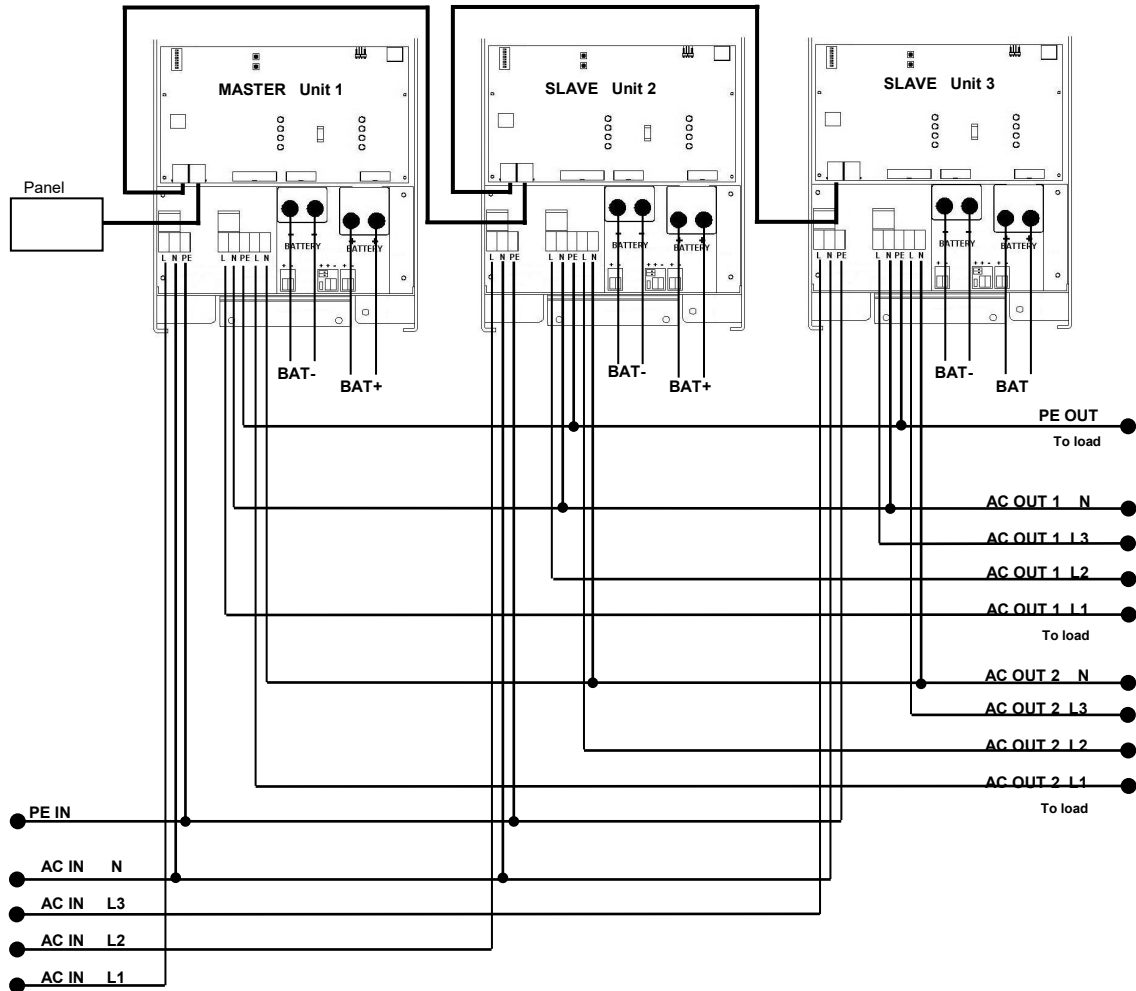 MASTER Unit 1
SLAVE Unit 2
SLAVE Unit 3
Panel
BATTERY
BATTERY
BATTERY
BATTERY
BATTERY
BATTERY
L N PE
L N PE L N
L N PE
L N PE L N
L N PE
L N PE L N
BAT-
BAT+
BAT-
BAT+
BAT-
BAT
PE OUT
To load
AC OUT 1 N
AC OUT 1 L3
AC OUT 1 L2
AC OUT 1 L1
To load
AC OUT 2 N
AC OUT 2 L3
AC OUT 2 L2
AC OUT 2 L1
To load
PE IN
AC IN N
AC IN L3
AC IN L2
AC IN L1